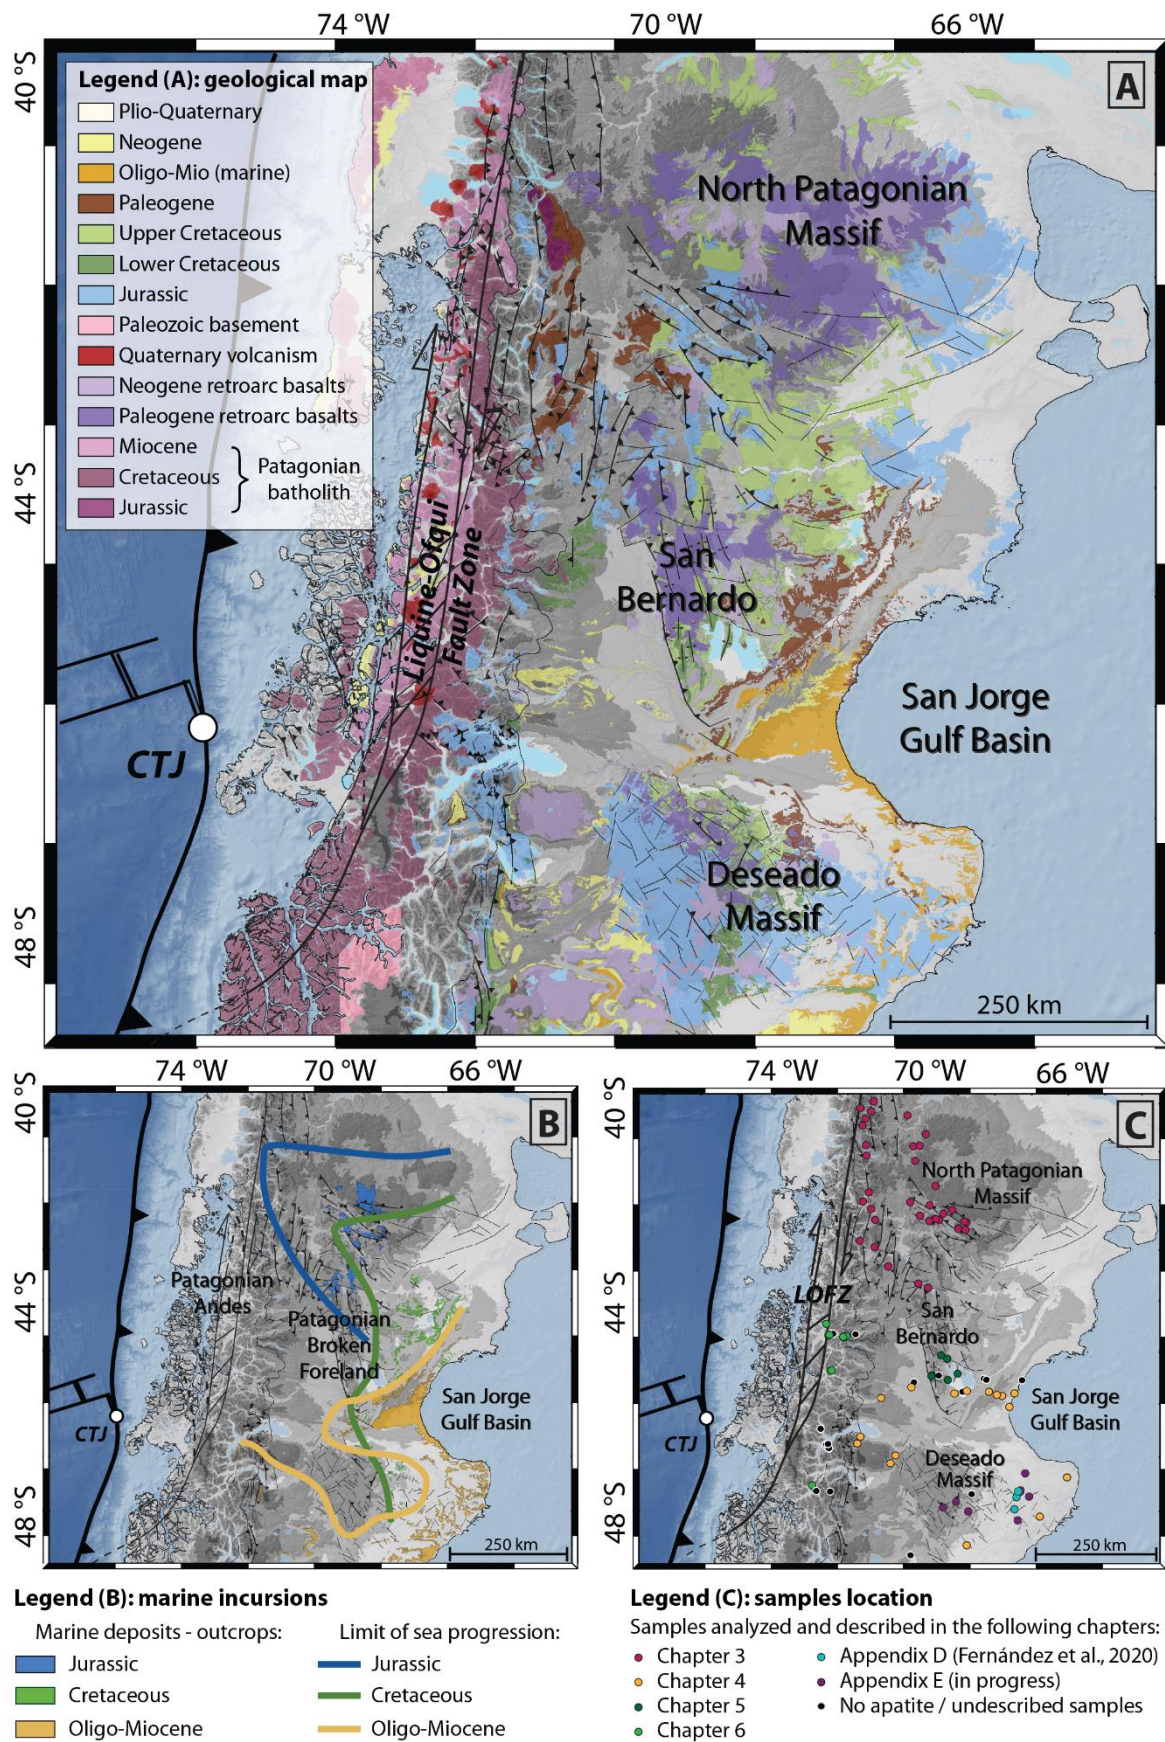 74 °W
70 °W
66 °W
40 °S
44 °S
48 °S
A
Legend (A): geological map
Plio-Quaternary
Neogene
Oligo-Mio (marine)
Paleogene
Upper Cretaceous
Lower Cretaceous
Jurassic
Paleozoic basement
Quaternary volcanism
Neogene retroarc basalts
Paleogene retroarc basalts
Miocene
Cretaceous
Jurassic
Patagonian
batholith
North Patagonian
Massif
San
Bernardo
Liquine-Ofqui
Fault Zone
San Jorge
Gulf Basin
CTJ
Deseado
Massif
250 km
74 °W
70 °W
66 °W
40 °S
44 °S
48 °S
B
Patagonian
Andes
Patagonian
Broken
Foreland
San Jorge
Gulf Basin
CTJ
250 km
74 °W
70 °W
66 °W
40 °S
44 °S
48 °S
C
North Patagonian
Massif
LOFZ
San
Bernardo
San Jorge
Gulf Basin
CTJ
Deseado
Massif
250 km
Legend (B): marine incursions
Marine deposits - outcrops:
Jurassic
Cretaceous
Oligo-Miocene
Limit of sea progression:
Jurassic
Cretaceous
Oligo-Miocene
Legend (C): samples location
Samples analyzed and described in the following chapters:
Chapter 3
Chapter 4
Chapter 5
Chapter 6
Appendix D (Fernández et al., 2020)
Appendix E (in progress)
No apatite / undescribed samples